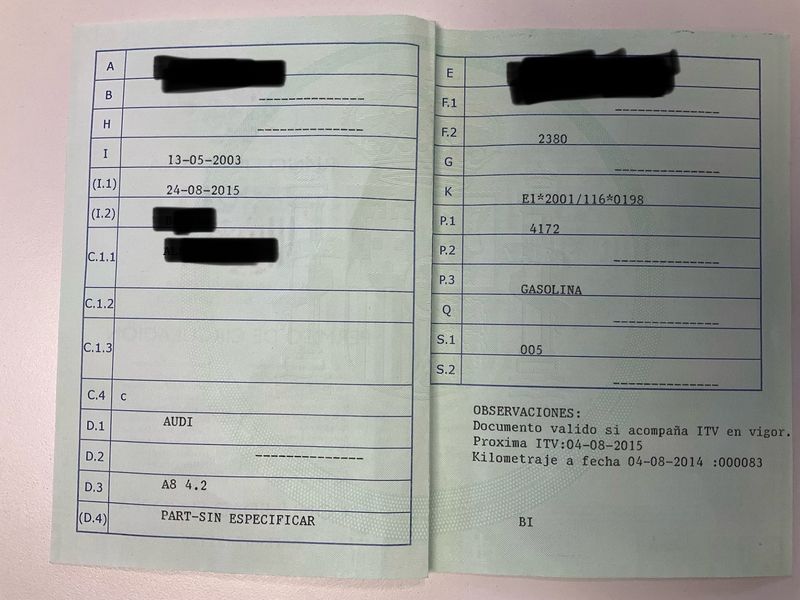 A
B --------------
H --------------
I 13-05-2003
(I.1) 24-08-2015
(I.2)
C.1.1
C.1.2
C.1.3
C.4 c
D.1 AUDI
D.2 --------------
D.3 A8 4.2
(D.4) PART-SIN ESPECIFICAR
E
F.1 --------------
F.2 2380
G --------------
K E1*2001/116*0198
P.1 4172
P.2 --------------
P.3 GASOLINA
Q --------------
S.1 005
S.2 --------------
OBSERVACIONES:
Documento valido si acompaña ITV en vigor.
Proxima ITV:04-08-2015
Kilometraje a fecha 04-08-2014 :000083
BI